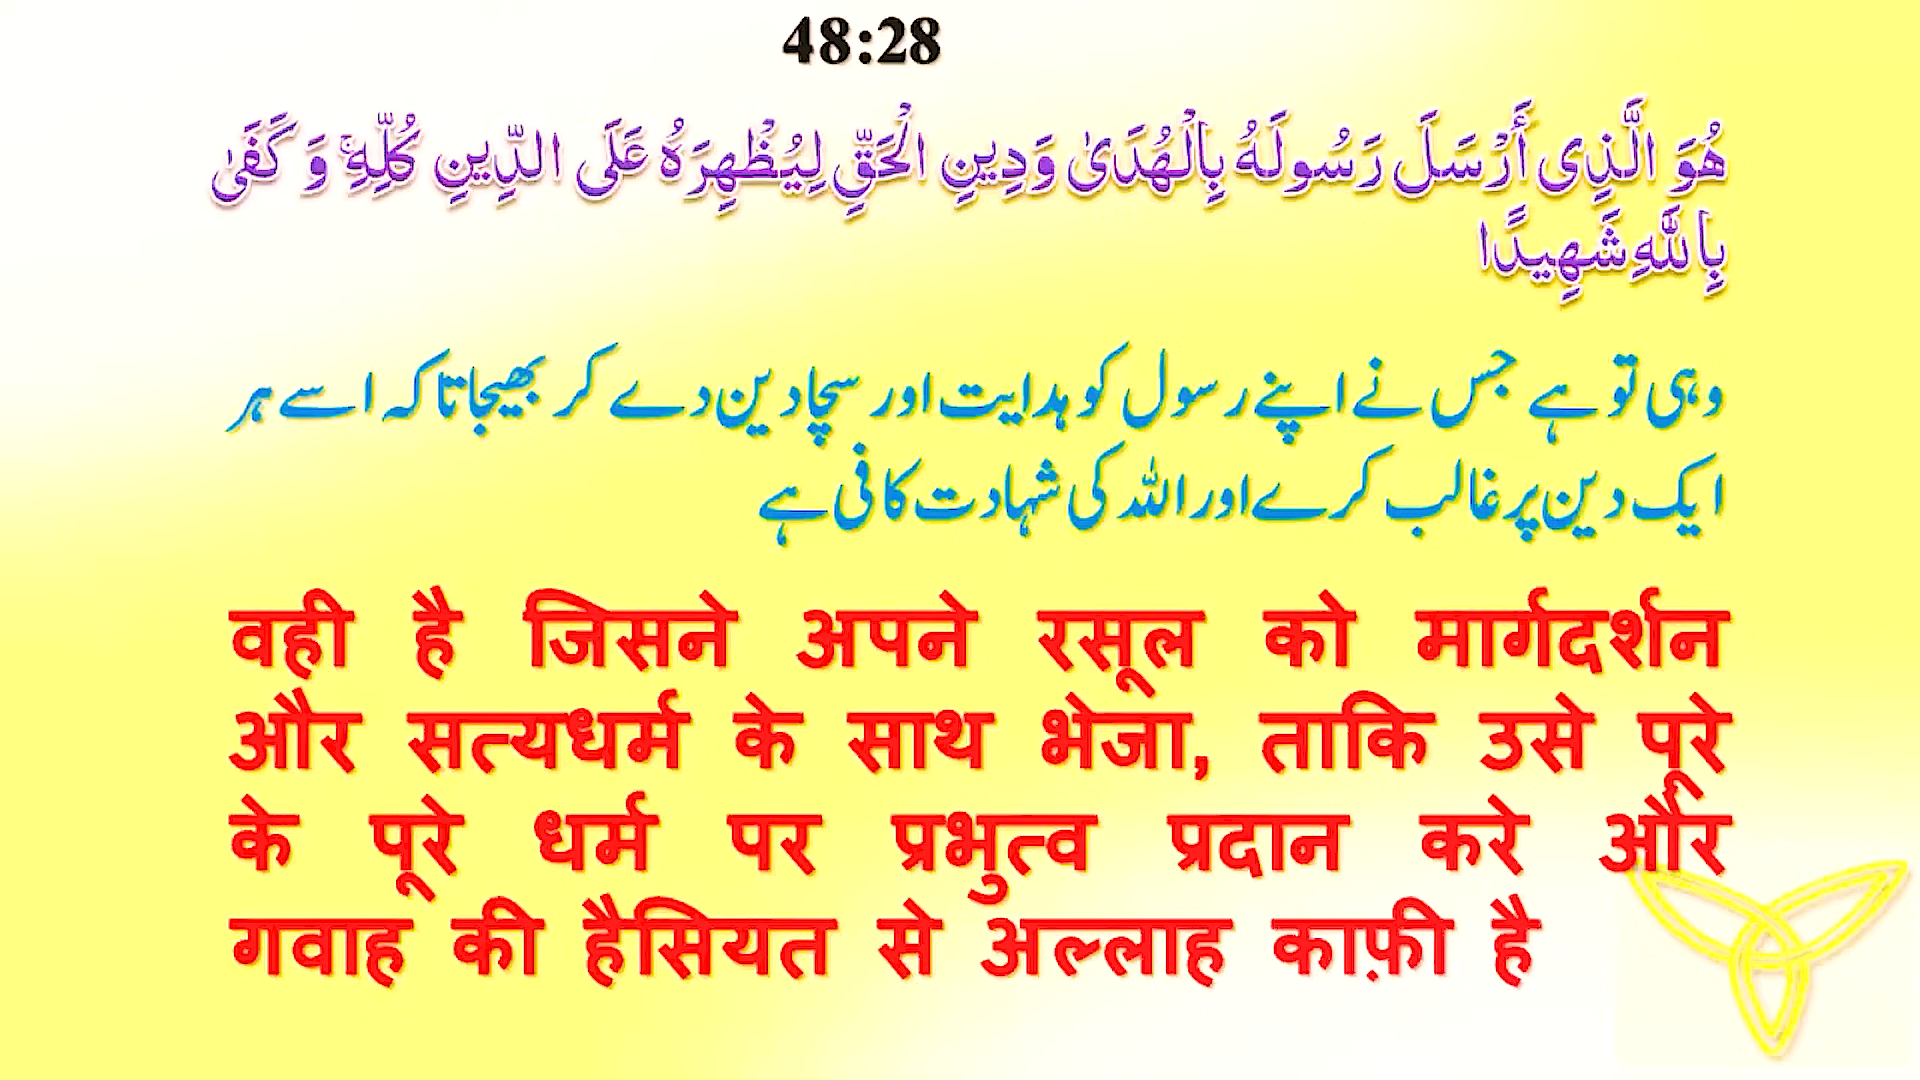 48:28
هُوَ الَّذِى أَرْسَلَ رَسُولَهُ بِالْهُدَىٰ وَدِينِ الْحَقِّ لِيُظْهِرَهُ عَلَى الدِّينِ كُلِّهِ ۚ وَ كَفَىٰ
بِاللَّهِ شَهِيدًا
وہی تو ہے جس نے اپنے رسول کو ہدایت اور سچا دین دے کر بھیجا تا کہ اسے ہر
ایک دین پر غالب کرے اور اللہ کی شہادت کافی ہے
वही है जिसने अपने रसूल को मार्गदर्शन
और सत्यधर्म के साथ भेजा, ताकि उसे पूरे
के पूरे धर्म पर प्रभुत्व प्रदान करे और
गवाह की हैसियत से अल्लाह काफ़ी है